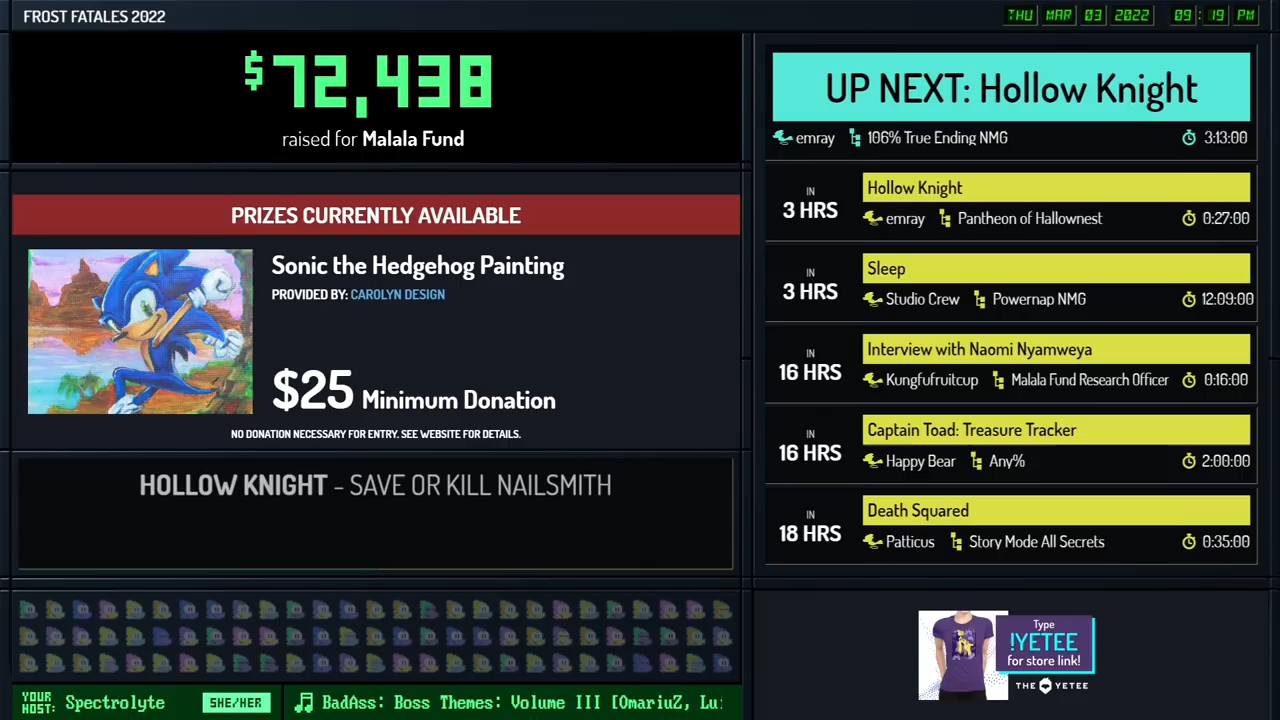 FROST FATALES 2022
THU MAR 03 2022 09:19 PM
$72,438
raised for Malala Fund
PRIZES CURRENTLY AVAILABLE
Sonic the Hedgehog Painting
PROVIDED BY: CAROLYN DESIGN
$25 Minimum Donation
NO DONATION NECESSARY FOR ENTRY. SEE WEBSITE FOR DETAILS.
HOLLOW KNIGHT - SAVE OR KILL NAILSMITH
UP NEXT: Hollow Knight
emray 106% True Ending NMG 3:13:00
IN
3 HRS
Hollow Knight
emray Pantheon of Hallownest 0:27:00
IN
3 HRS
Sleep
Studio Crew Powernap NMG 12:09:00
IN
16 HRS
Interview with Naomi Nyamweya
Kungfufruitcup Malala Fund Research Officer 0:16:00
IN
16 HRS
Captain Toad: Treasure Tracker
Happy Bear Any% 2:00:00
IN
18 HRS
Death Squared
Patticus Story Mode All Secrets 0:35:00
Type
!YETEE
for store link!
THE YETEE
YOUR
HOST: Spectrolyte SHE/HER
BadAss: Boss Themes: Volume III [OmariuZ, Lu